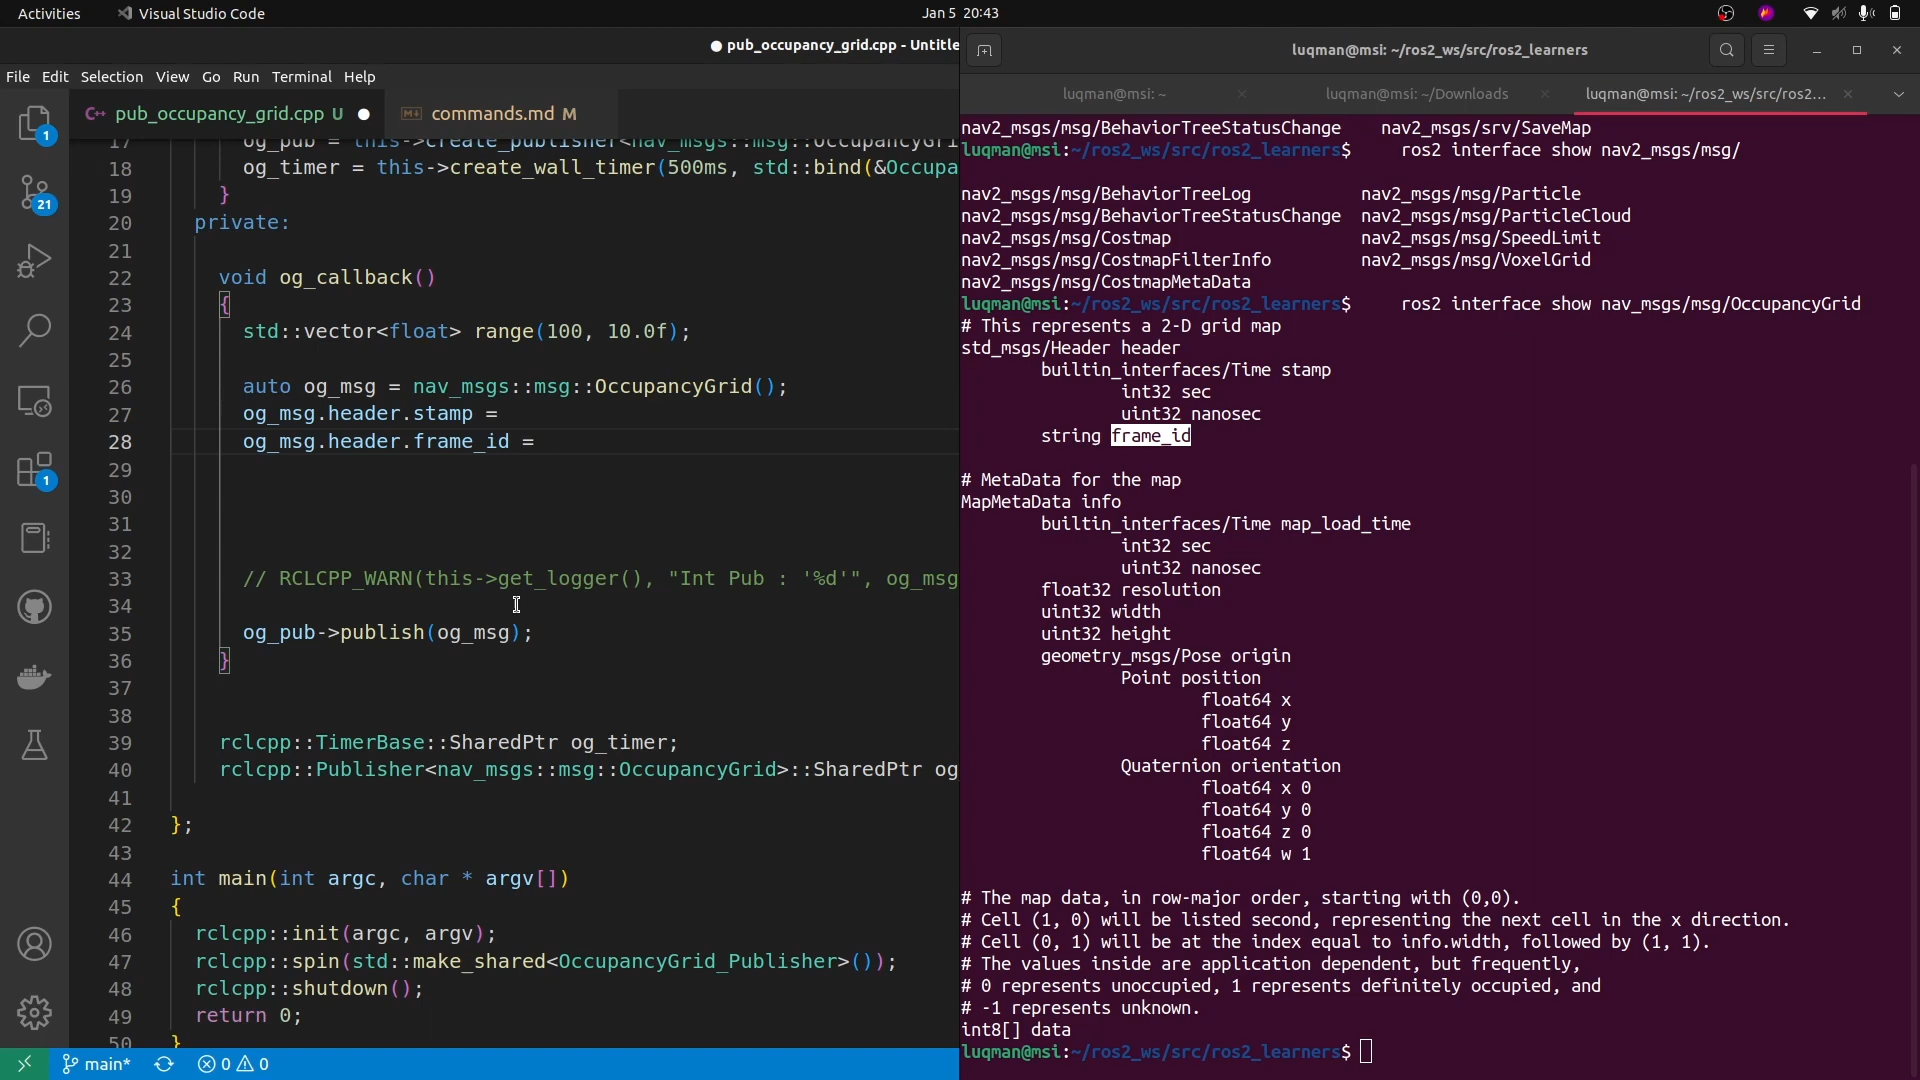 Activities
Visual Studio Code
Jan 5 20:43
● pub_occupancy_grid.cpp - Untitle
File Edit Selection View Go Run Terminal Help
C++ pub_occupancy_grid.cpp U ●
commands.md M
1
21
1
17 og_pub = this->create_publisher<nav_msgs::msg::OccupancyGri
18 og_timer = this->create_wall_timer(500ms, std::bind(&Occupa
19 }
20 private:
21
22 void og_callback()
23 {
24 std::vector<float> range(100, 10.0f);
25
26 auto og_msg = nav_msgs::msg::OccupancyGrid();
27 og_msg.header.stamp =
28 og_msg.header.frame_id =
29
30
31
32
33 // RCLCPP_WARN(this->get_logger(), "Int Pub : '%d'", og_msg
34
35 og_pub->publish(og_msg);
36 }
37
38
39 rclcpp::TimerBase::SharedPtr og_timer;
40 rclcpp::Publisher<nav_msgs::msg::OccupancyGrid>::SharedPtr og
41
42 };
43
44 int main(int argc, char * argv[])
45 {
46 rclcpp::init(argc, argv);
47 rclcpp::spin(std::make_shared<OccupancyGrid_Publisher>());
48 rclcpp::shutdown();
49 return 0;
50 }
main* 0 0
luqman@msi: ~/ros2_ws/src/ros2_learners
luqman@msi: ~
luqman@msi: ~/Downloads
luqman@msi: ~/ros2_ws/src/ros2...
nav2_msgs/msg/BehaviorTreeStatusChange nav2_msgs/srv/SaveMap
luqman@msi:~/ros2_ws/src/ros2_learners$ ros2 interface show nav2_msgs/msg/
nav2_msgs/msg/BehaviorTreeLog nav2_msgs/msg/Particle
nav2_msgs/msg/BehaviorTreeStatusChange nav2_msgs/msg/ParticleCloud
nav2_msgs/msg/Costmap nav2_msgs/msg/SpeedLimit
nav2_msgs/msg/CostmapFilterInfo nav2_msgs/msg/VoxelGrid
nav2_msgs/msg/CostmapMetaData
luqman@msi:~/ros2_ws/src/ros2_learners$ ros2 interface show nav_msgs/msg/OccupancyGrid
# This represents a 2-D grid map
std_msgs/Header header
builtin_interfaces/Time stamp
int32 sec
uint32 nanosec
string frame_id
# MetaData for the map
MapMetaData info
builtin_interfaces/Time map_load_time
int32 sec
uint32 nanosec
float32 resolution
uint32 width
uint32 height
geometry_msgs/Pose origin
Point position
float64 x
float64 y
float64 z
Quaternion orientation
float64 x 0
float64 y 0
float64 z 0
float64 w 1
# The map data, in row-major order, starting with (0,0).
# Cell (1, 0) will be listed second, representing the next cell in the x direction.
# Cell (0, 1) will be at the index equal to info.width, followed by (1, 1).
# The values inside are application dependent, but frequently,
# 0 represents unoccupied, 1 represents definitely occupied, and
# -1 represents unknown.
int8[] data
luqman@msi:~/ros2_ws/src/ros2_learners$